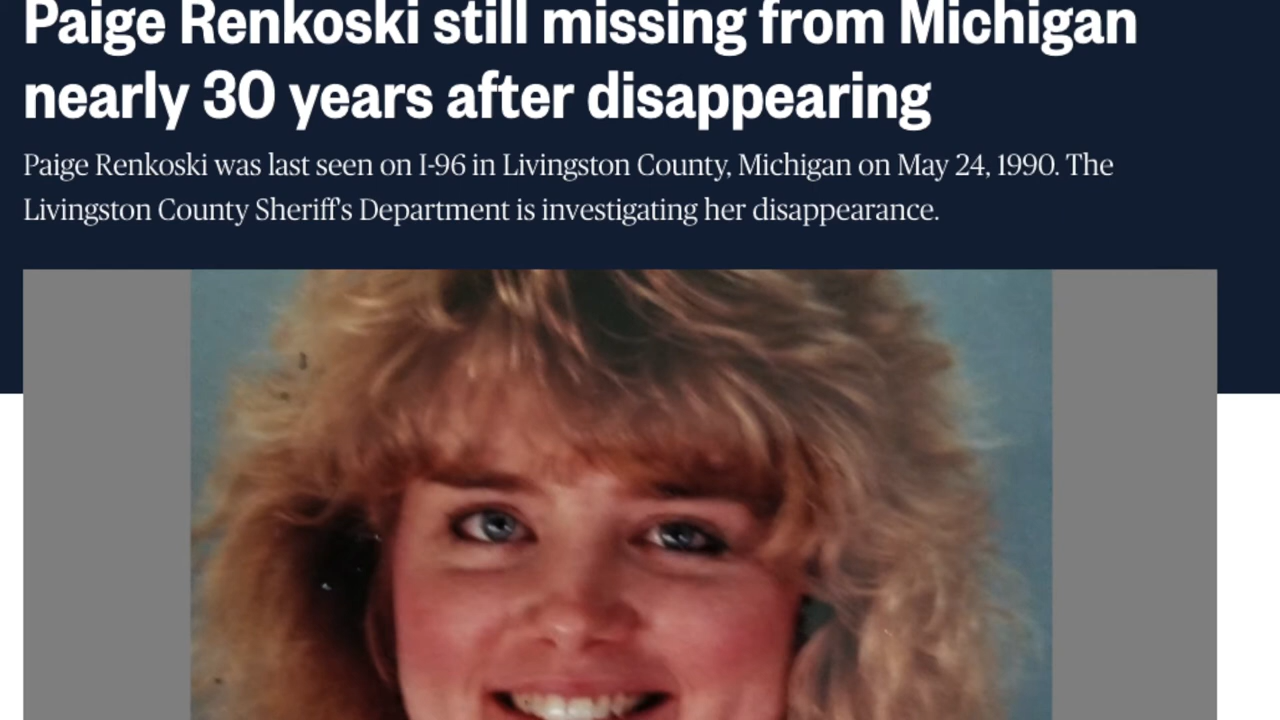 Paige Renkoski still missing from Michigan
nearly 30 years after disappearing
Paige Renkoski was last seen on I-96 in Livingston County, Michigan on May 24, 1990. The
Livingston County Sheriff's Department is investigating her disappearance.